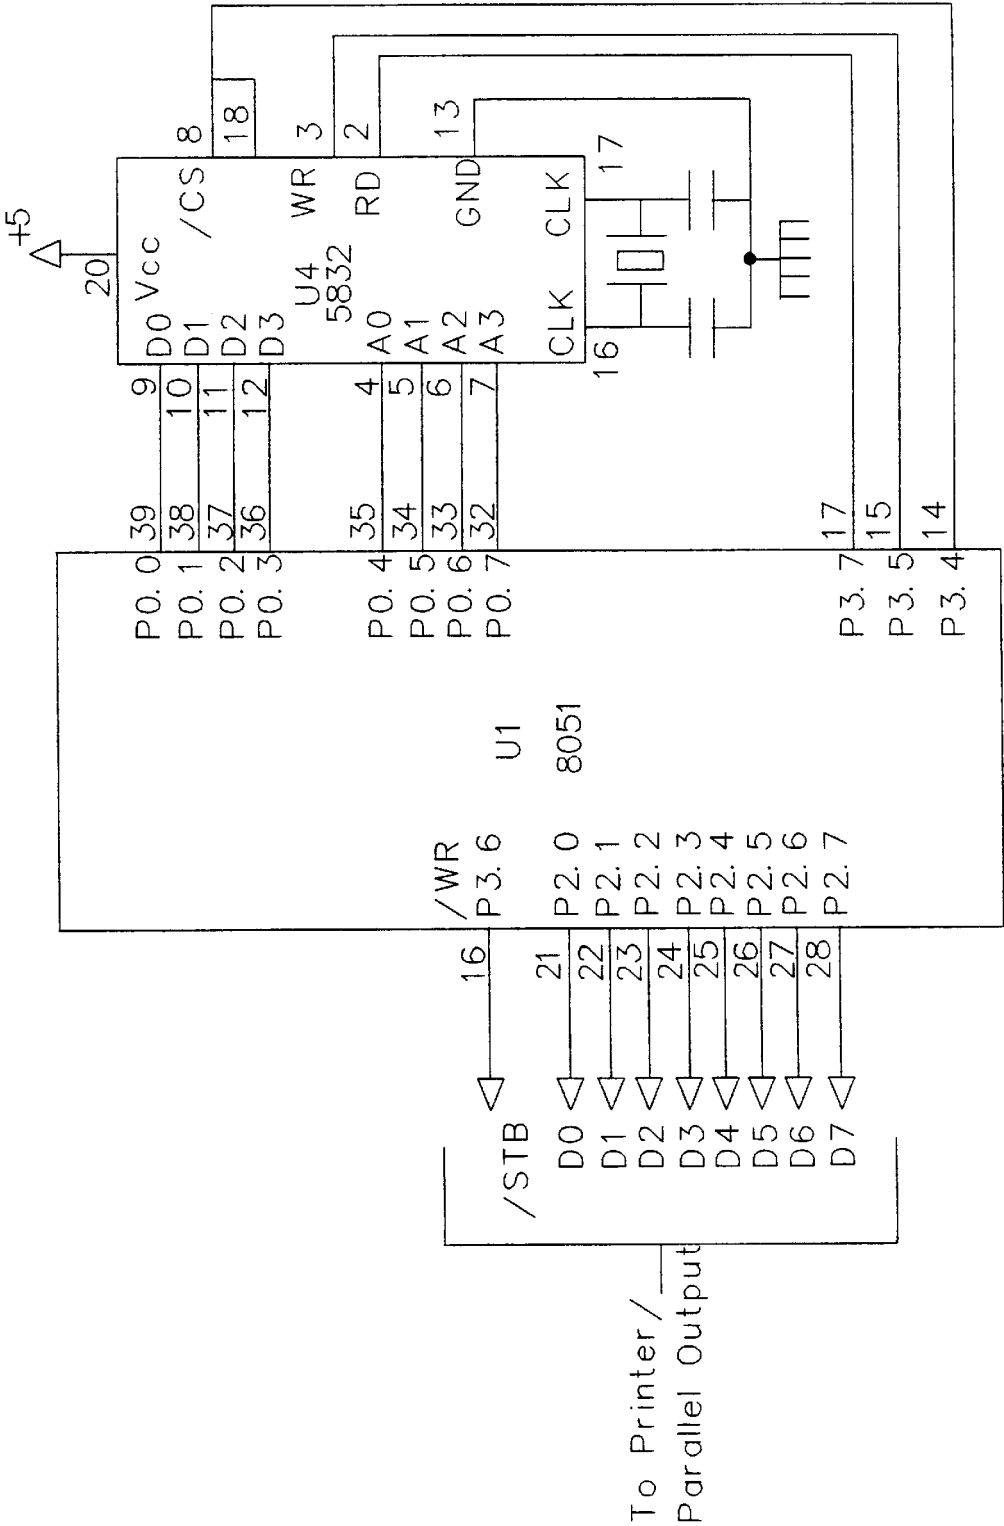 To Printer/
Parallel Output
/STB
D0
D1
D2
D3
D4
D5
D6
D7
16
21
22
23
24
25
26
27
28
/WR
P3.6
P2.0
P2.1
P2.2
P2.3
P2.4
P2.5
P2.6
P2.7
U1
8051
P0.0
P0.1
P0.2
P0.3
P0.4
P0.5
P0.6
P0.7
P3.7
P3.5
P3.4
39
38
37
36
35
34
33
32
17
15
14
9
10
11
12
4
5
6
7
+5
20
Vcc
D0
D1
D2
D3
A0
A1
A2
A3
CLK
16
U4
5832
/CS
WR
RD
GND
CLK
8
18
3
2
13
17